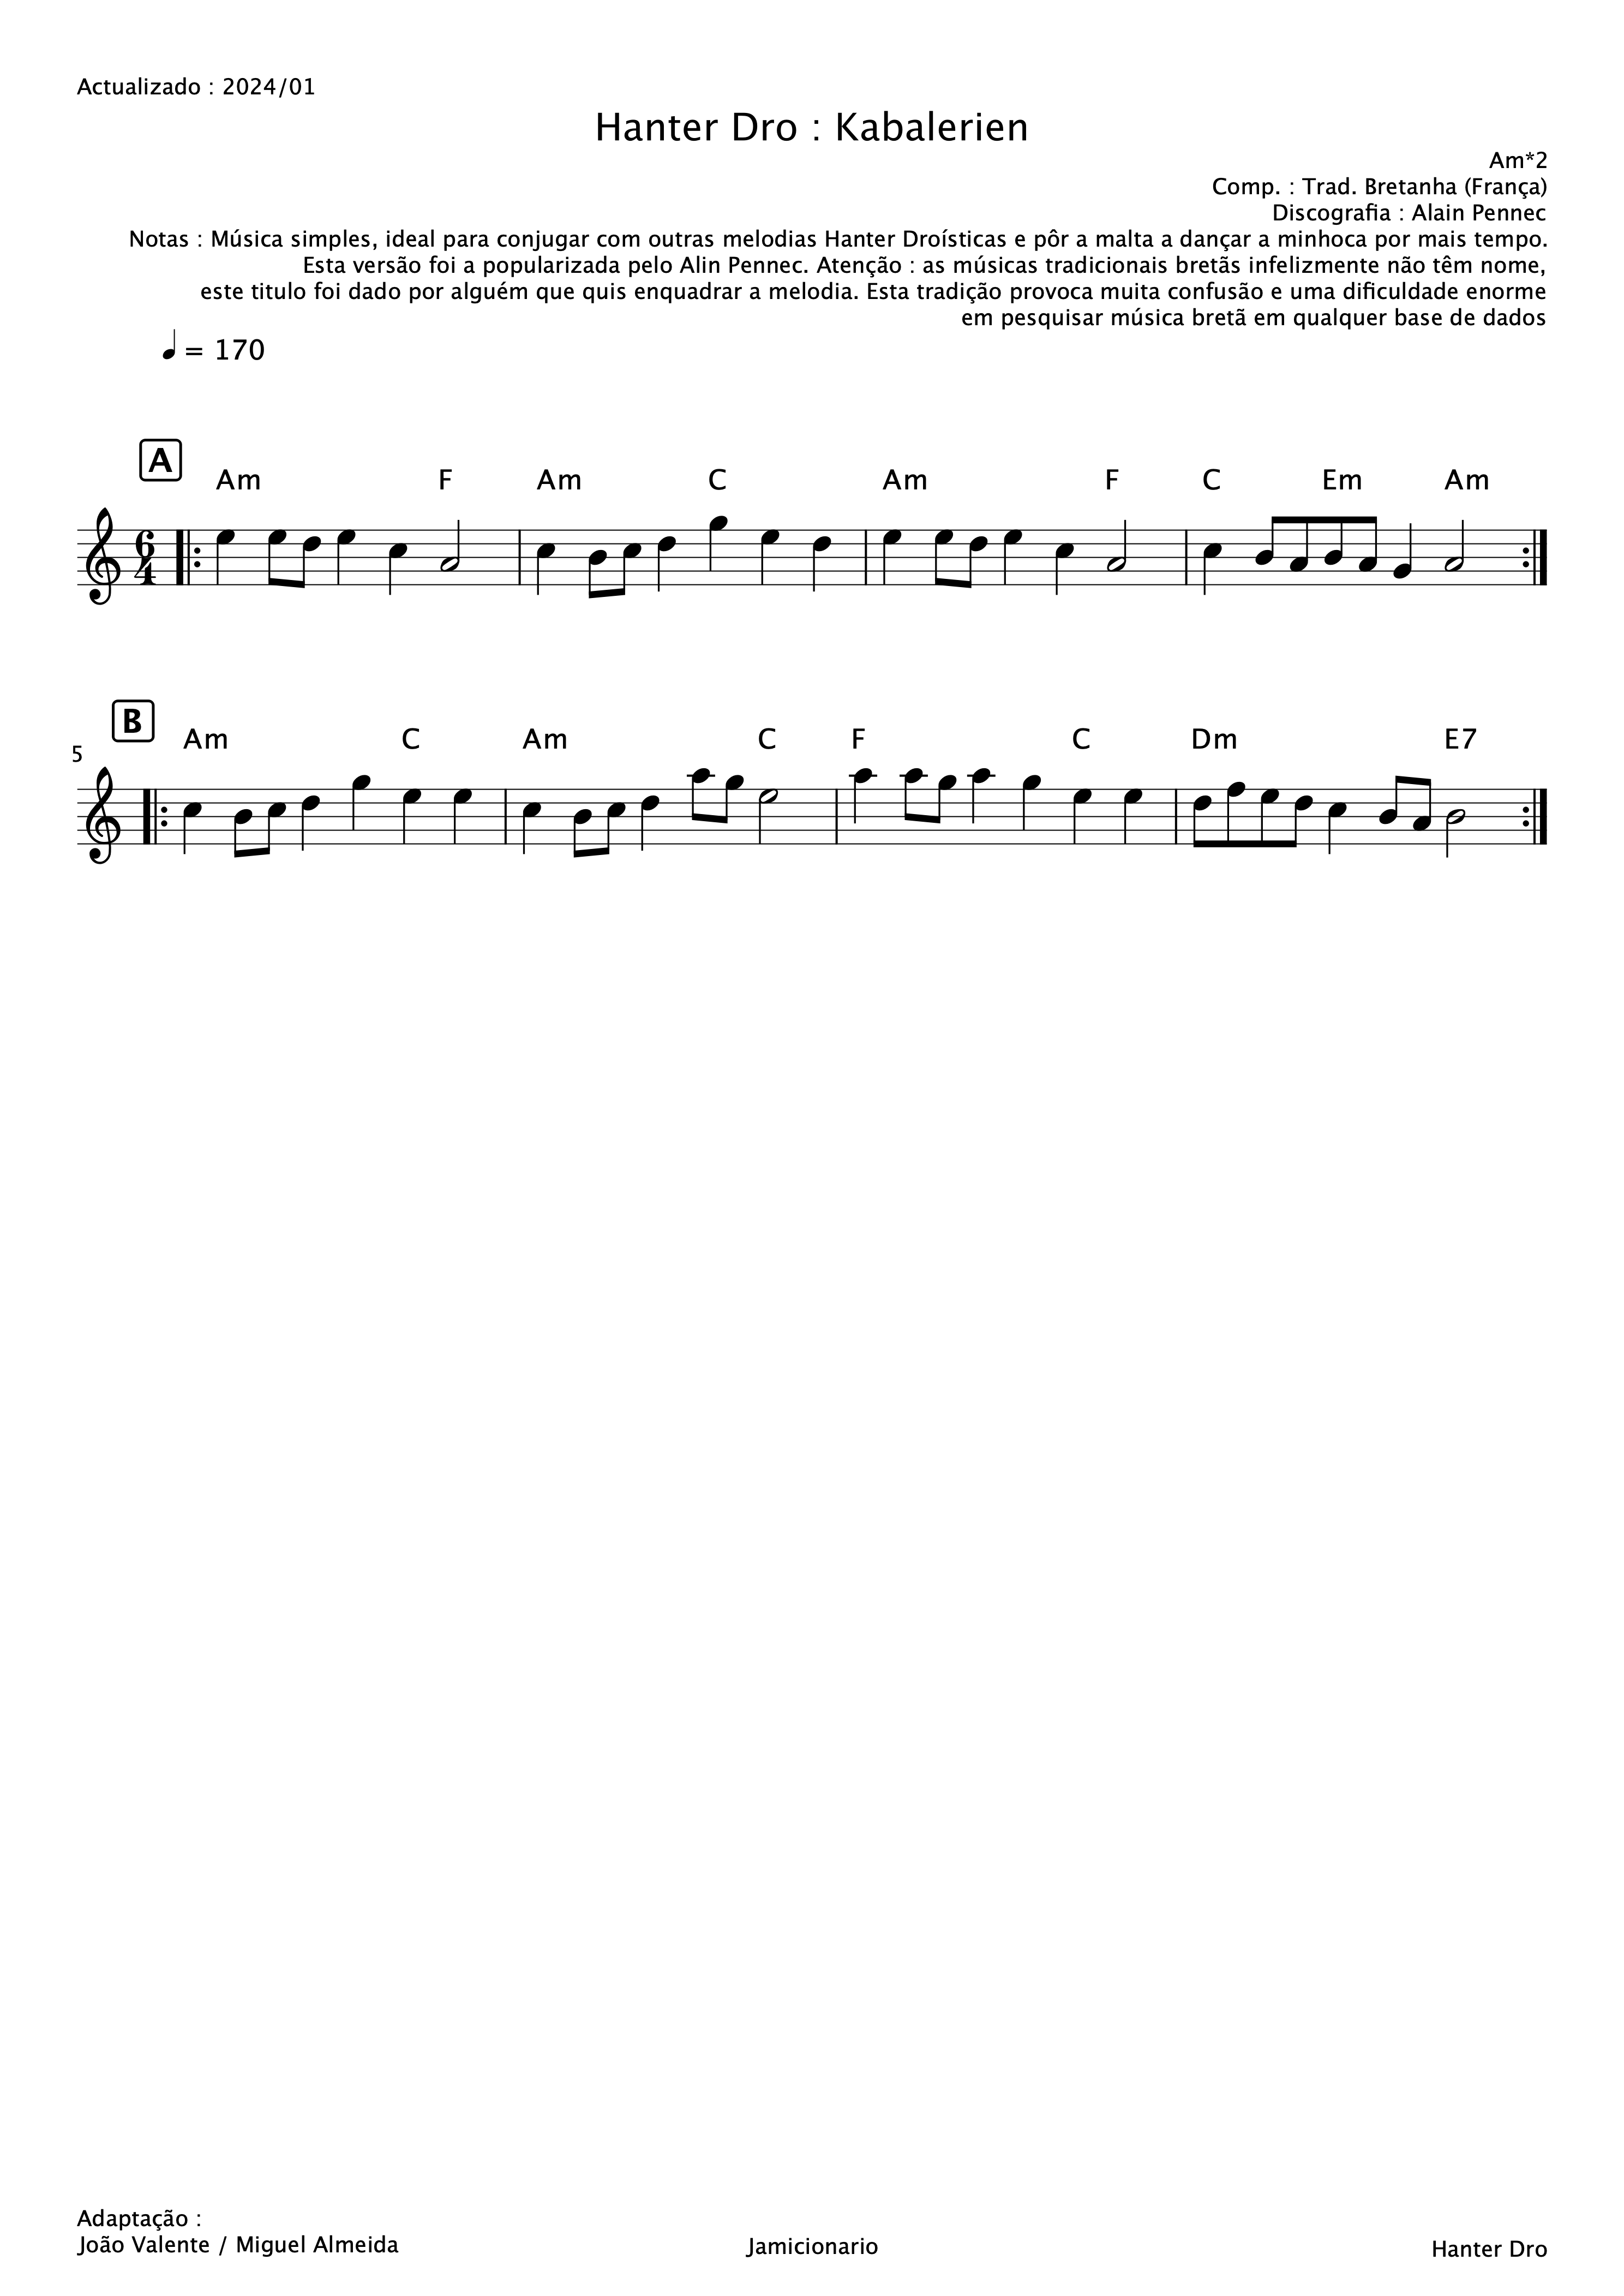 Actualizado : 2024/01
Hanter Dro : Kabalerien
Am*2
Comp. : Trad. Bretanha (França)
Discografia : Alain Pennec
Notas : Música simples, ideal para conjugar com outras melodias Hanter Droísticas e pôr a malta a dançar a minhoca por mais tempo.
Esta versão foi a popularizada pelo Alin Pennec. Atenção : as músicas tradicionais bretãs infelizmente não têm nome,
este titulo foi dado por alguém que quis enquadrar a melodia. Esta tradição provoca muita confusão e uma dificuldade enorme
em pesquisar música bretã em qualquer base de dados
= 170
A
Am F Am C Am F C Em Am
6
4
B
5 Am C Am C F C Dm E7
Adaptação :
João Valente / Miguel Almeida
Jamicionario
Hanter Dro